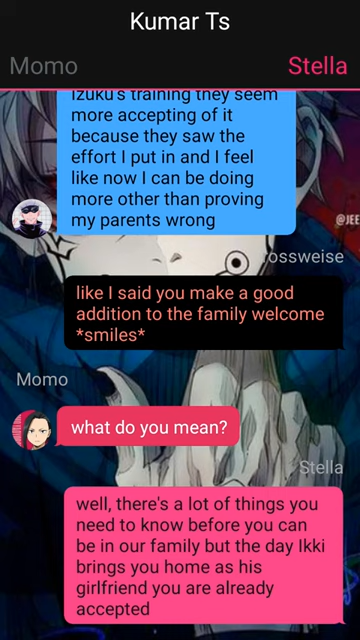 Kumar Ts
Momo
Stella
Izuku's training they seem
more accepting of it
because they saw the
effort I put in and I feel
like now I can be doing
more other than proving
my parents wrong
@JEE
rossweise
like I said you make a good
addition to the family welcome
*smiles*
Momo
what do you mean?
Stella
well, there's a lot of things you
need to know before you can
be in our family but the day Ikki
brings you home as his
girlfriend you are already
accepted